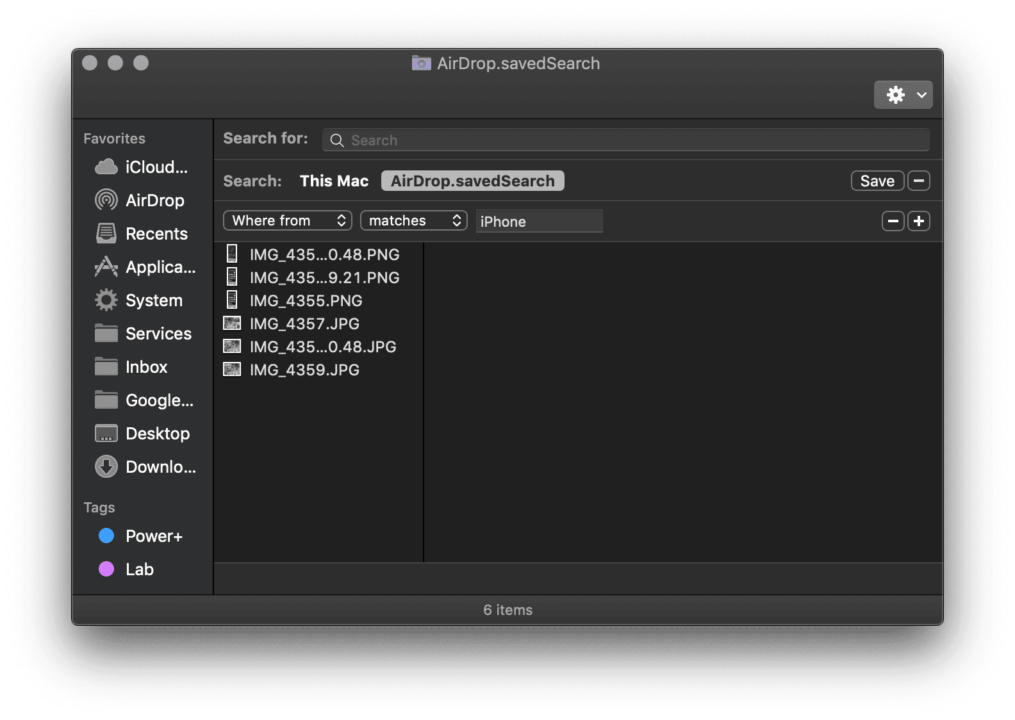 AirDrop.savedSearch
Favorites
iCloud...
AirDrop
Recents
Applica...
System
Services
Inbox
Google...
Desktop
Downlo...
Tags
Power+
Lab
Search for: Search
Search: This Mac AirDrop.savedSearch Save
Where from matches iPhone
IMG_435...0.48.PNG
IMG_435...9.21.PNG
IMG_4355.PNG
IMG_4357.JPG
IMG_435...0.48.JPG
IMG_4359.JPG
6 items